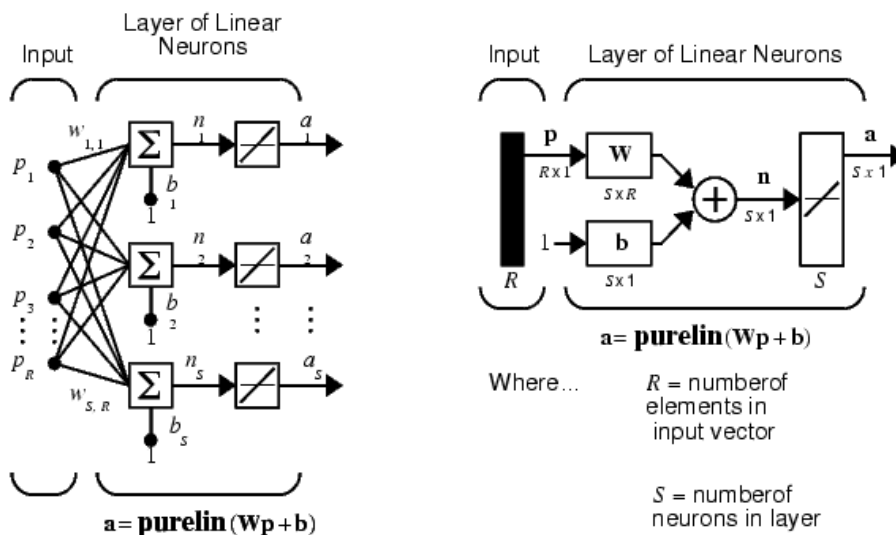 Layer of Linear
Neurons
Input
w1,1
n1
a1
p1
Σ
b1
1
p2
n2
a2
Σ
p3
b2
1
pR
nS
aS
Σ
wS, R
bS
1
a= purelin(Wp+b)
Input
Layer of Linear Neurons
p
W
R x 1
S x R
n
S x 1
a
S x 1
1
b
S x 1
R
S
a= purelin(Wp+b)
Where...
R = numberof
elements in
input vector
S = numberof
neurons in layer